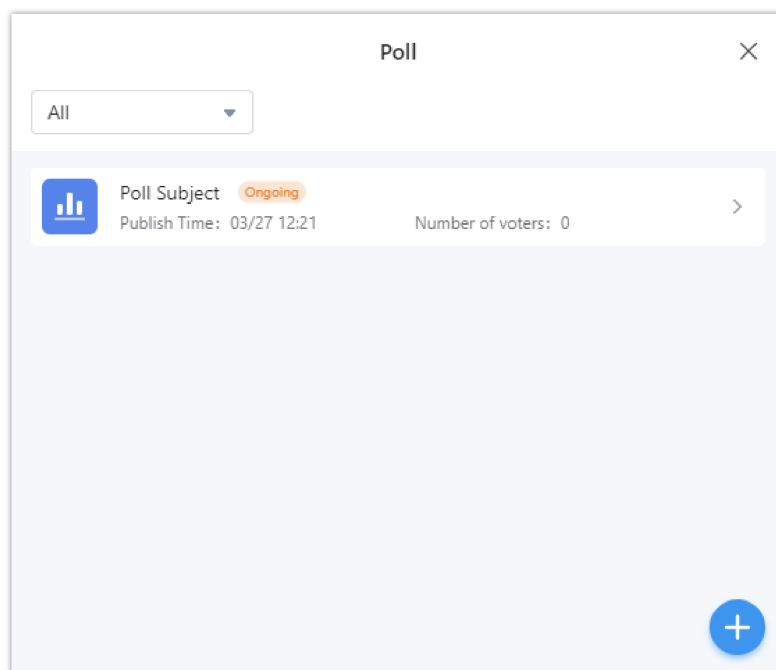 Poll
All
Poll Subject Ongoing
Publish Time: 03/27 12:21 Number of voters: 0